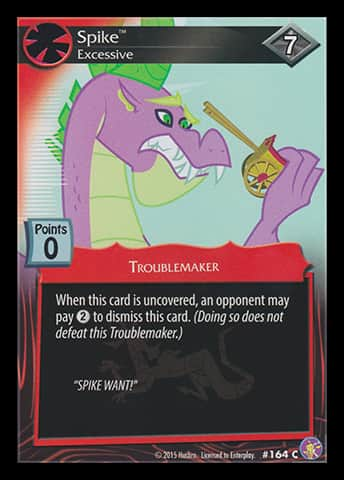 Spike™
Excessive
7
Points
0
TROUBLEMAKER
When this card is uncovered, an opponent may
pay 2 to dismiss this card. (Doing so does not
defeat this Troublemaker.)
"SPIKE WANT!"
© 2015 Hasbro. Licensed to Enterplay. #164 C